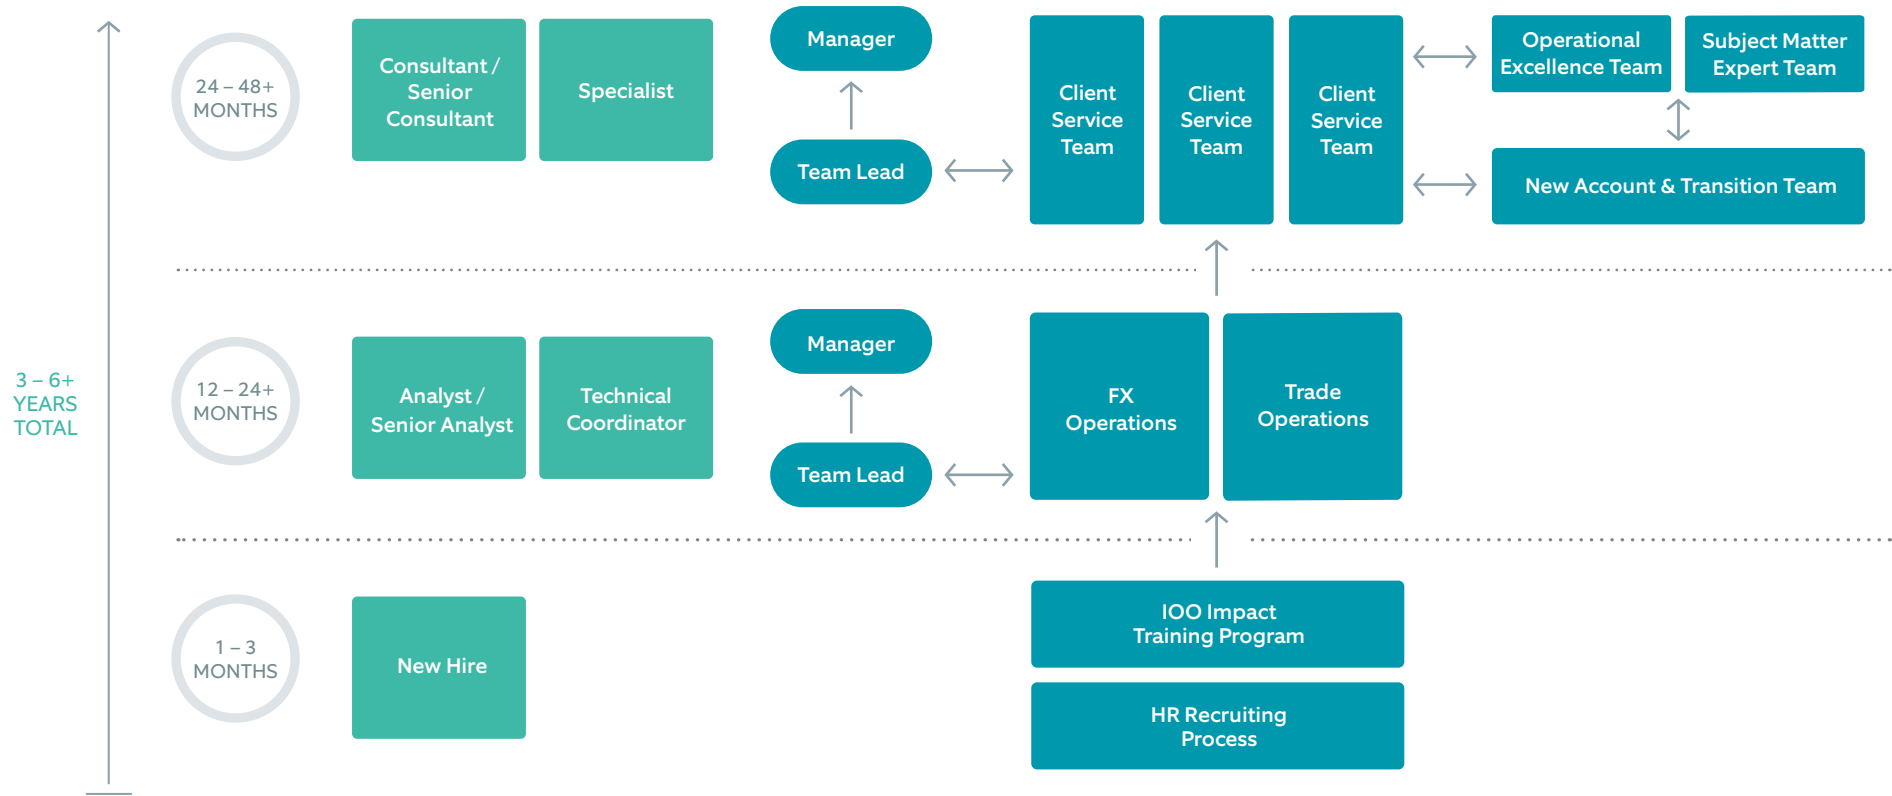 24 – 48+
MONTHS
Consultant /
Senior
Consultant
Specialist
Manager
Team Lead
Client
Service
Team
Client
Service
Team
Client
Service
Team
Operational
Excellence Team
Subject Matter
Expert Team
New Account & Transition Team
3 – 6+
YEARS
TOTAL
12 – 24+
MONTHS
Analyst /
Senior Analyst
Technical
Coordinator
Manager
Team Lead
FX
Operations
Trade
Operations
1 – 3
MONTHS
New Hire
IOO Impact
Training Program
HR Recruiting
Process